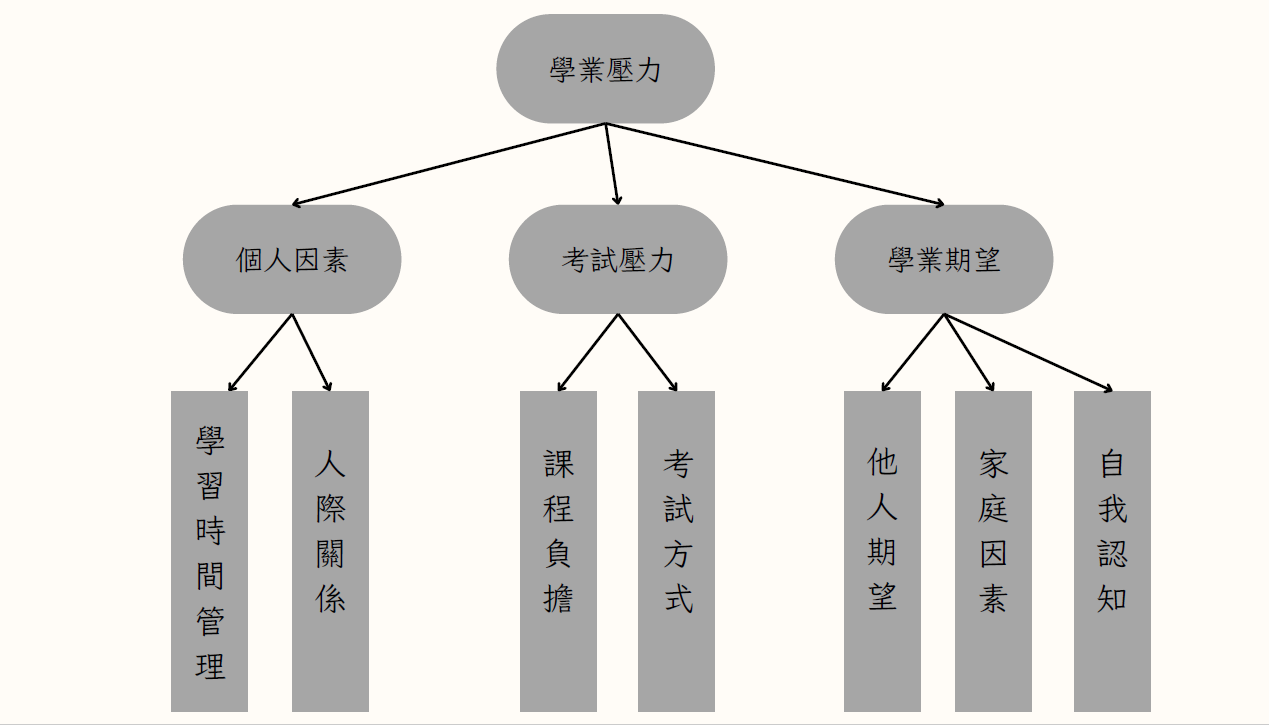 學業壓力
個人因素
考試壓力
學業期望
學習時間管理
人際關係
課程負擔
考試方式
他人期望
家庭因素
自我認知